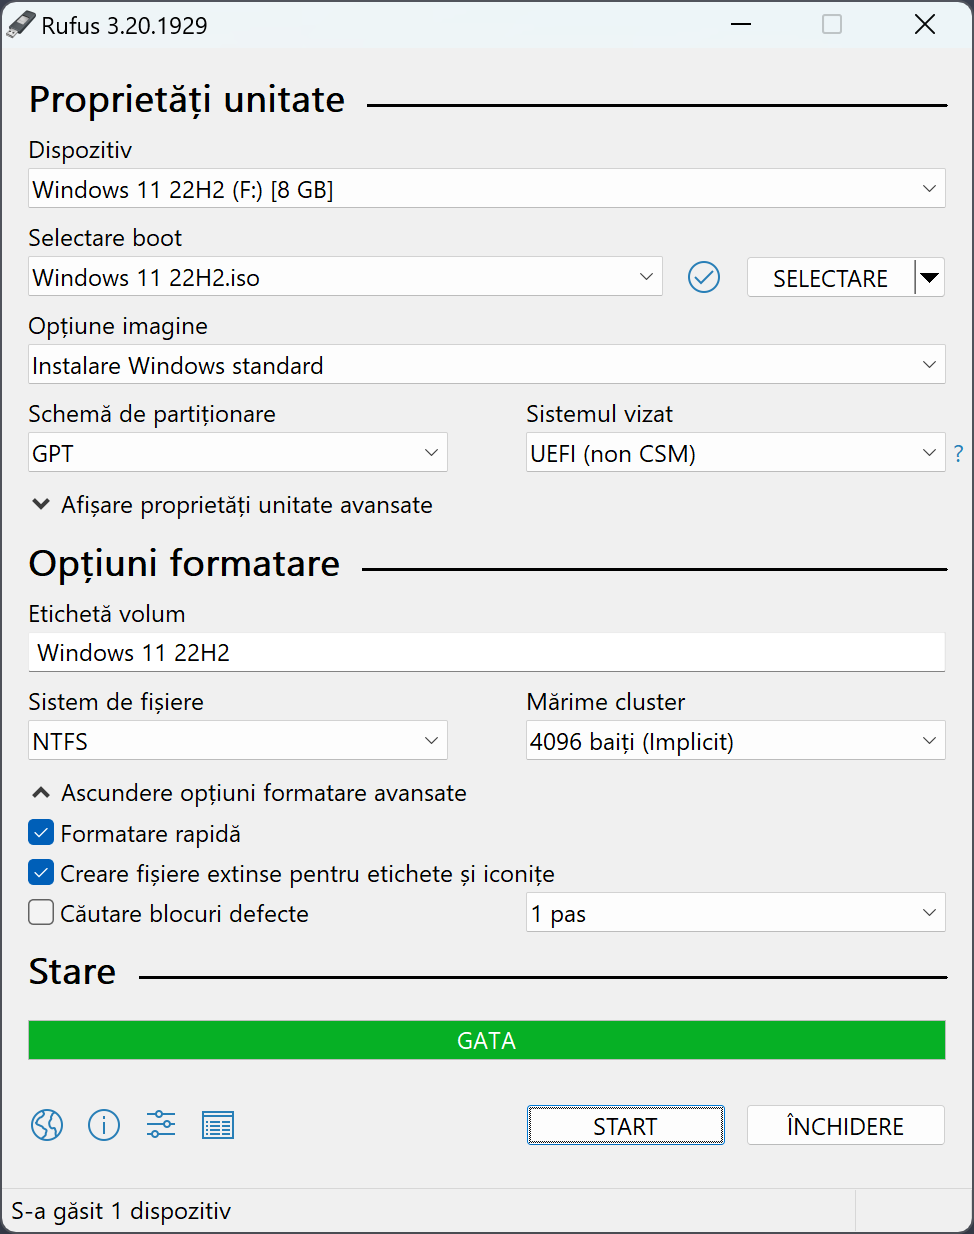 Rufus 3.20.1929
Proprietăți unitate
Dispozitiv
Windows 11 22H2 (F:) [8 GB]
Selectare boot
Windows 11 22H2.iso
SELECTARE
Opțiune imagine
Instalare Windows standard
Schemă de partiționare
Sistemul vizat
GPT
UEFI (non CSM)
?
Afișare proprietăți unitate avansate
Opțiuni formatare
Etichetă volum
Windows 11 22H2
Sistem de fișiere
Mărime cluster
NTFS
4096 baiți (Implicit)
Ascundere opțiuni formatare avansate
Formatare rapidă
Creare fișiere extinse pentru etichete și iconițe
Căutare blocuri defecte
1 pas
Stare
GATA
START
ÎNCHIDERE
S-a găsit 1 dispozitiv